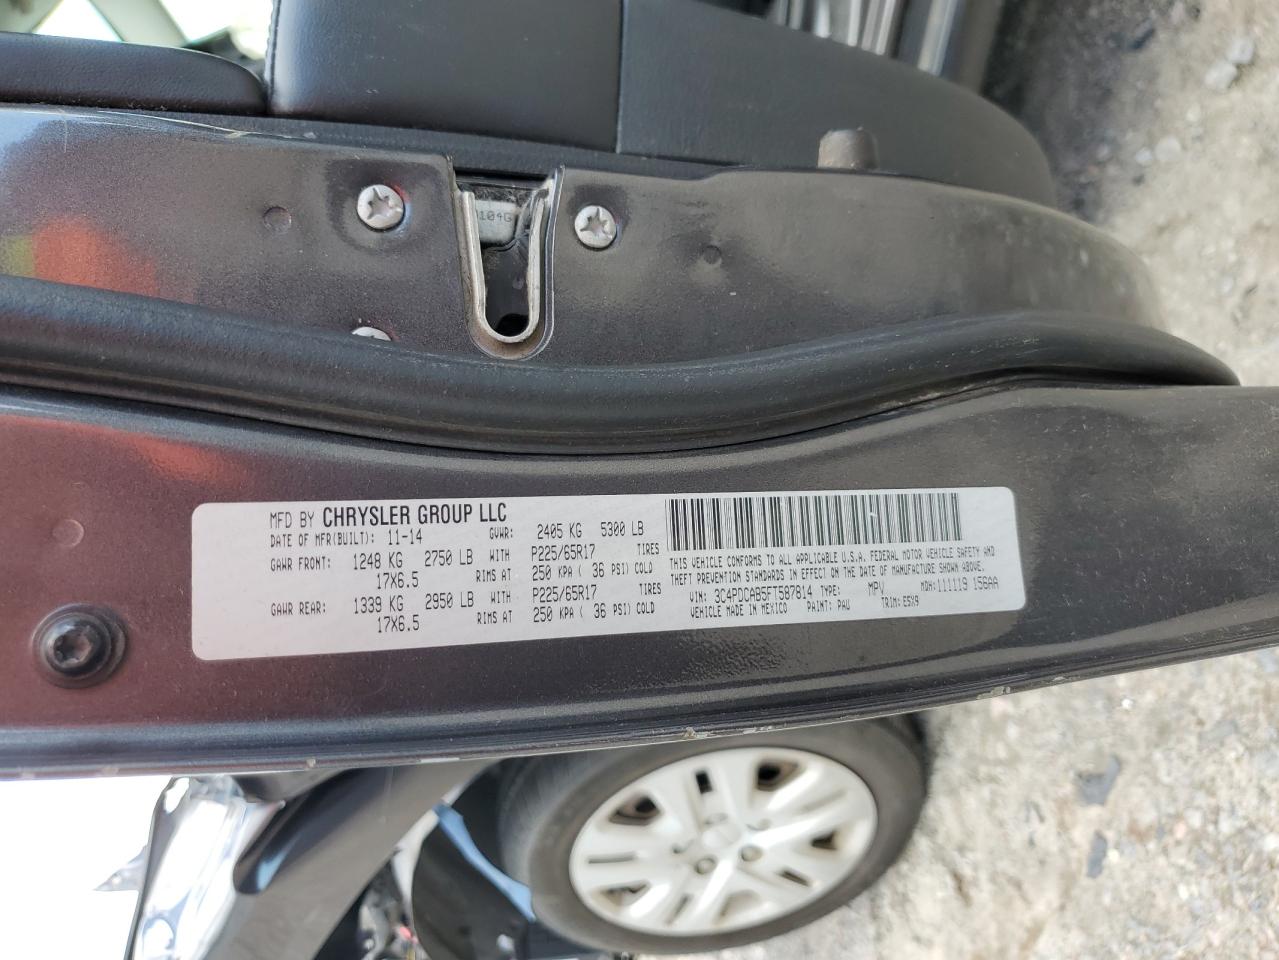 104G
MFD BY CHRYSLER GROUP LLC
DATE OF MFR(BUILT): 11-14 GVWR: 2405 KG 5300 LB
GAWR FRONT: 1248 KG 2750 LB WITH P225/65R17 TIRES
17X6.5 RIMS AT 250 KPA ( 36 PSI) COLD
GAWR REAR: 1339 KG 2950 LB WITH P225/65R17 TIRES
17X6.5 RIMS AT 250 KPA ( 36 PSI) COLD
THIS VEHICLE CONFORMS TO ALL APPLICABLE U.S.A. FEDERAL MOTOR VEHICLE SAFETY AND
THEFT PREVENTION STANDARDS IN EFFECT ON THE DATE OF MANUFACTURE SHOWN ABOVE.
VIN: 3C4PDCAB5FT587814 TYPE: MPV MDH: 111119 156AA
VEHICLE MADE IN MEXICO PAINT: PAU TRIM: E5X9